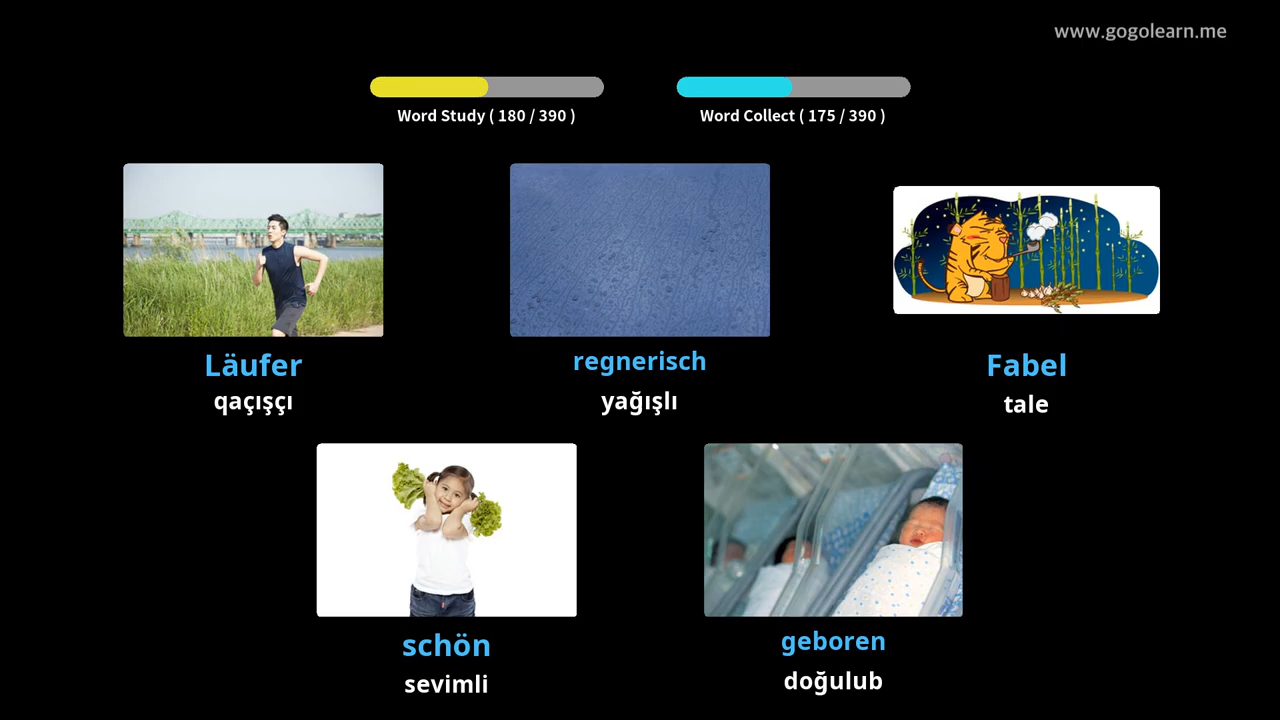 www.gogolearn.me
Word Study ( 180 / 390 )
Word Collect ( 175 / 390 )
Läufer
qaçışçı
regnerisch
yağışlı
Fabel
tale
schön
sevimli
geboren
doğulub